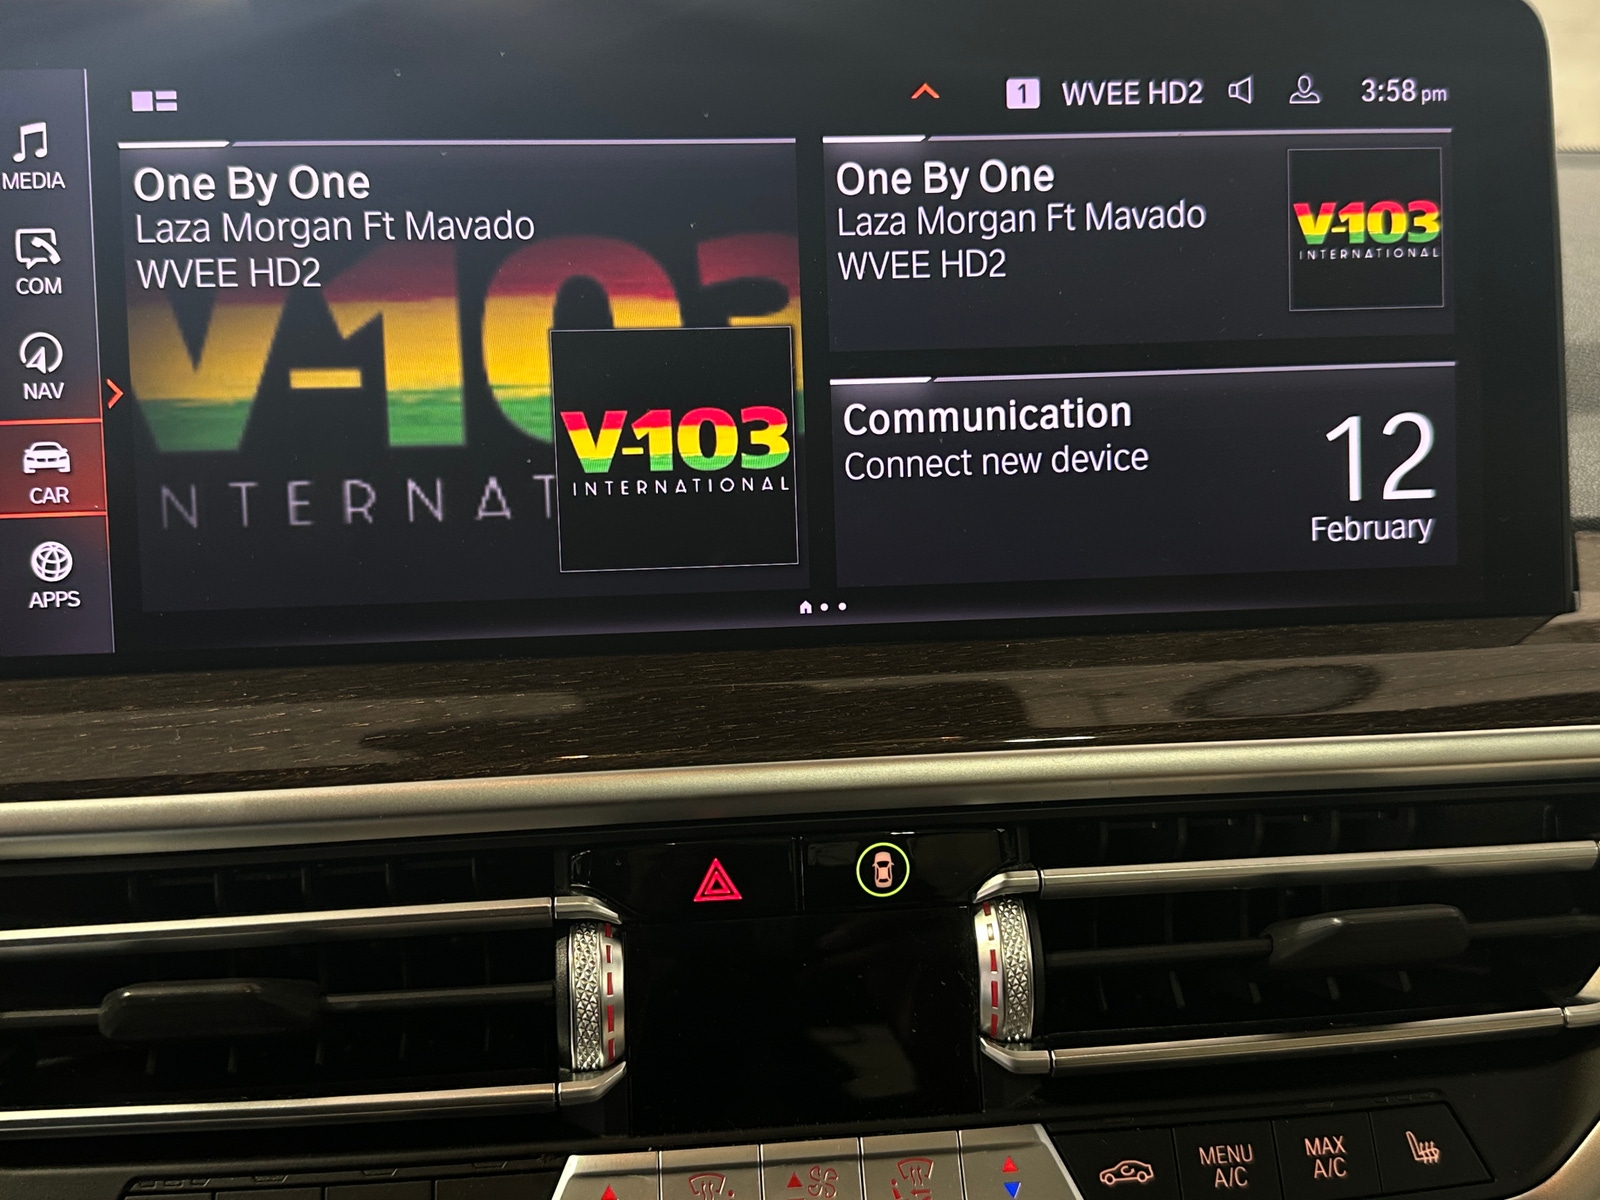 1 WVEE HD2 3:58 pm
MEDIA
COM
NAV
CAR
APPS
One By One
Laza Morgan Ft Mavado
WVEE HD2
V-103
NTERNAT
V-103
INTERNATIONAL
One By One
Laza Morgan Ft Mavado
WVEE HD2
V-103
INTERNATIONAL
Communication
Connect new device
12
February
MENU
A/C
MAX
A/C